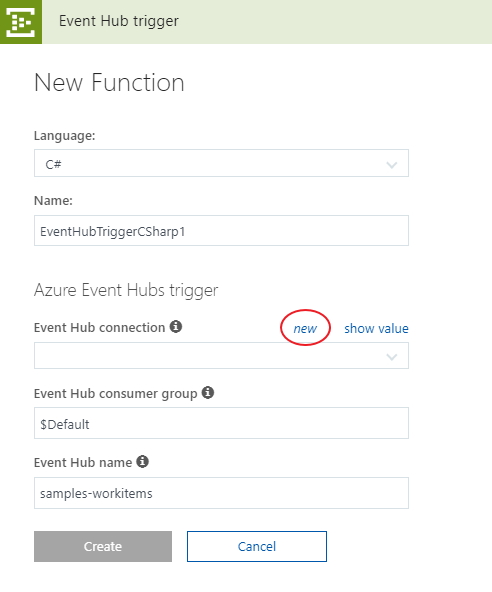 Event Hub trigger
New Function
Language:
C#
Name:
EventHubTriggerCSharp1
Azure Event Hubs trigger
Event Hub connection new show value
Event Hub consumer group
$Default
Event Hub name
samples-workitems
Create Cancel